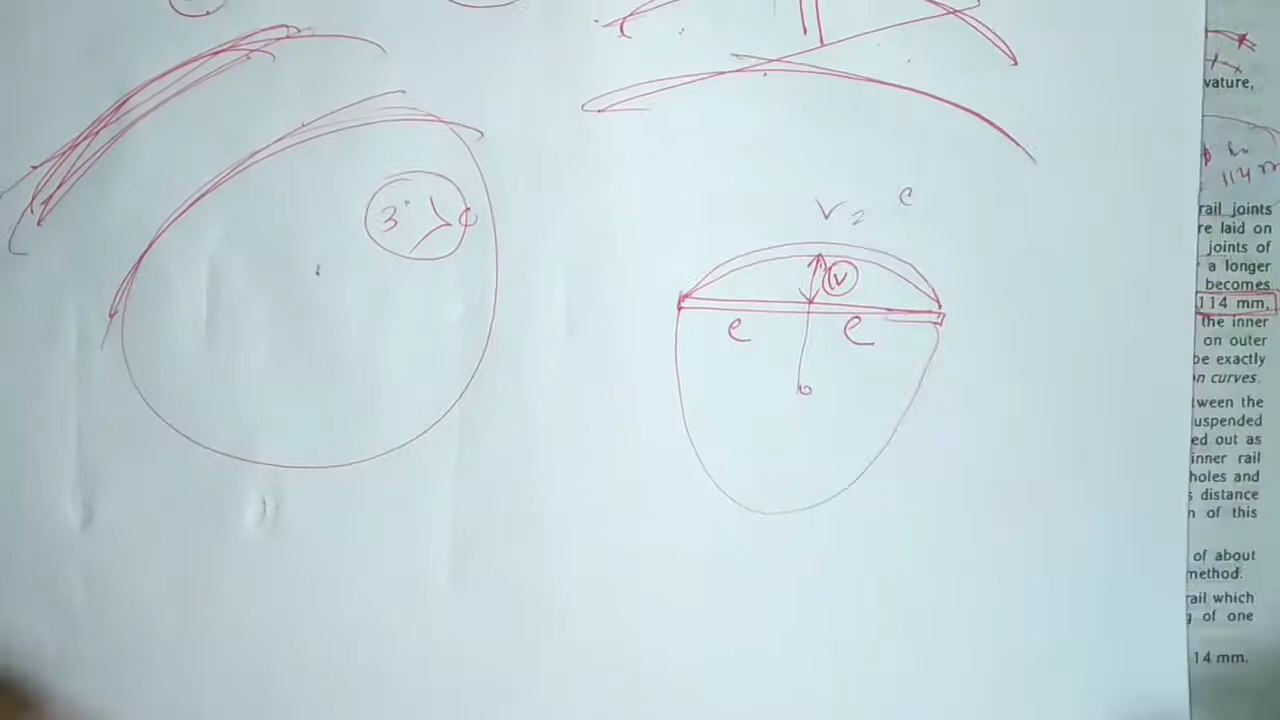 vature,
114
3°
V =
e
V
e
e
rail joints
re laid on
joints of
a longer
becomes
114 mm,
the inner
on outer
be exactly
n curves.
tween the
uspended
ed out as
inner rail
holes and
s distance
n of this
of about
method.
rail which
g of one
14 mm.